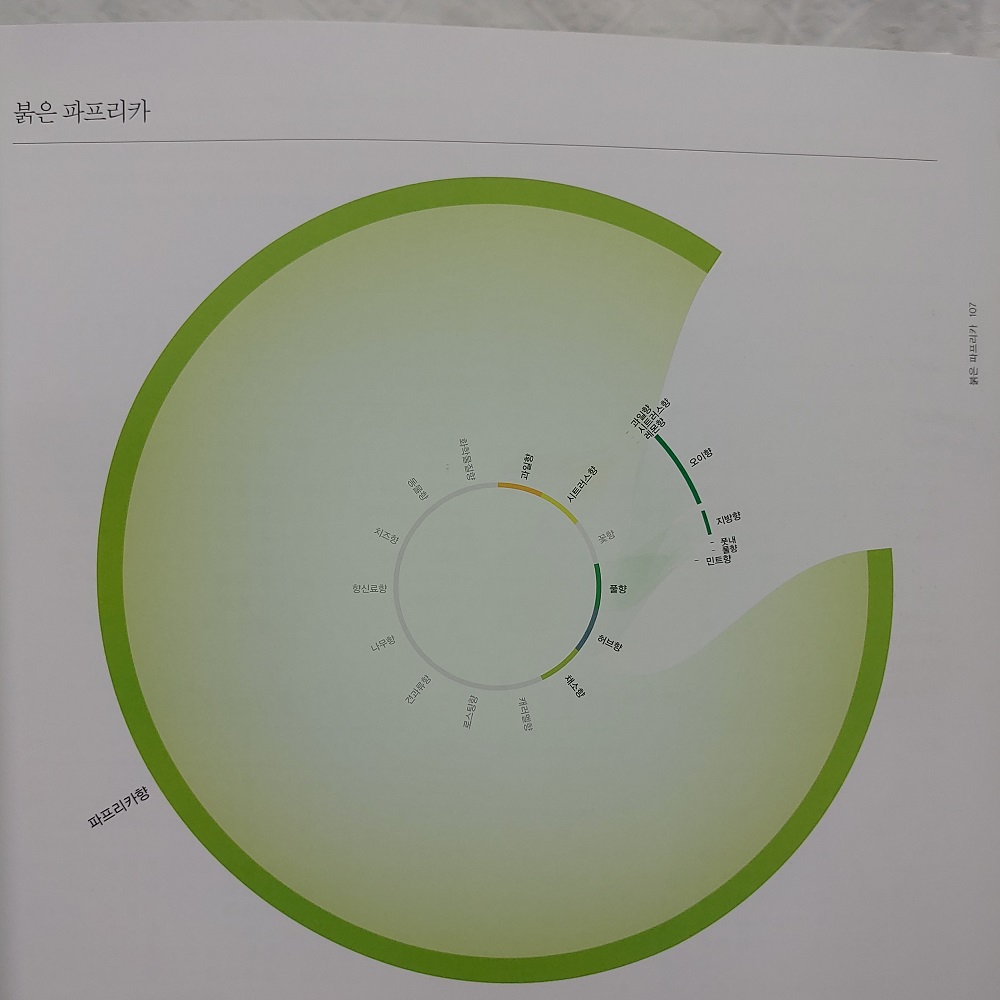 붉은 파프리카
붉은 파프리카 107
과일향
시트러스향
꽃향
풀향
허브향
채소향
캐러멜향
로스팅향
견과류향
나무향
향신료향
치즈향
동물향
화학물질향
과일향
시트러스향
레몬향
오이향
지방향
풋내
풀향
민트향
파프리카향